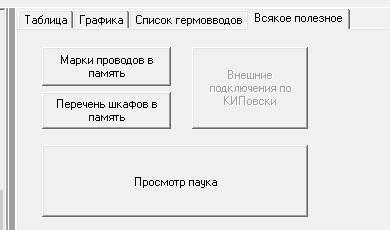 Таблица Графика Список гермовводов Всякое полезное
Марки проводов в
память
Внешние
подключения по
КИПовски
Перечень шкафов в
память
Просмотр паука